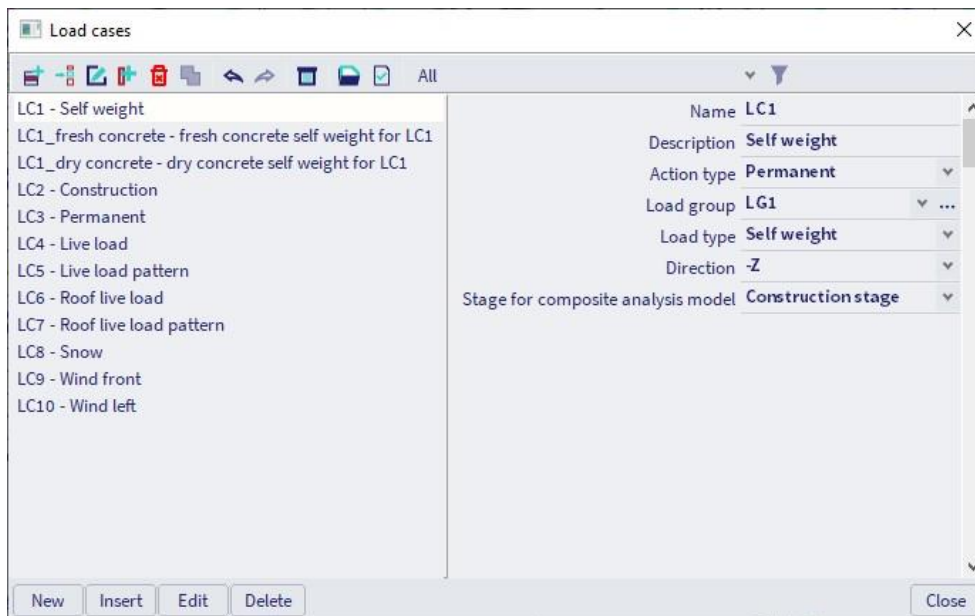 Load cases
All
LC1 - Self weight
LC1_fresh concrete - fresh concrete self weight for LC1
LC1_dry concrete - dry concrete self weight for LC1
LC2 - Construction
LC3 - Permanent
LC4 - Live load
LC5 - Live load pattern
LC6 - Roof live load
LC7 - Roof live load pattern
LC8 - Snow
LC9 - Wind front
LC10 - Wind left
Name LC1
Description Self weight
Action type Permanent
Load group LG1 ...
Load type Self weight
Direction -Z
Stage for composite analysis model Construction stage
New Insert Edit Delete Close